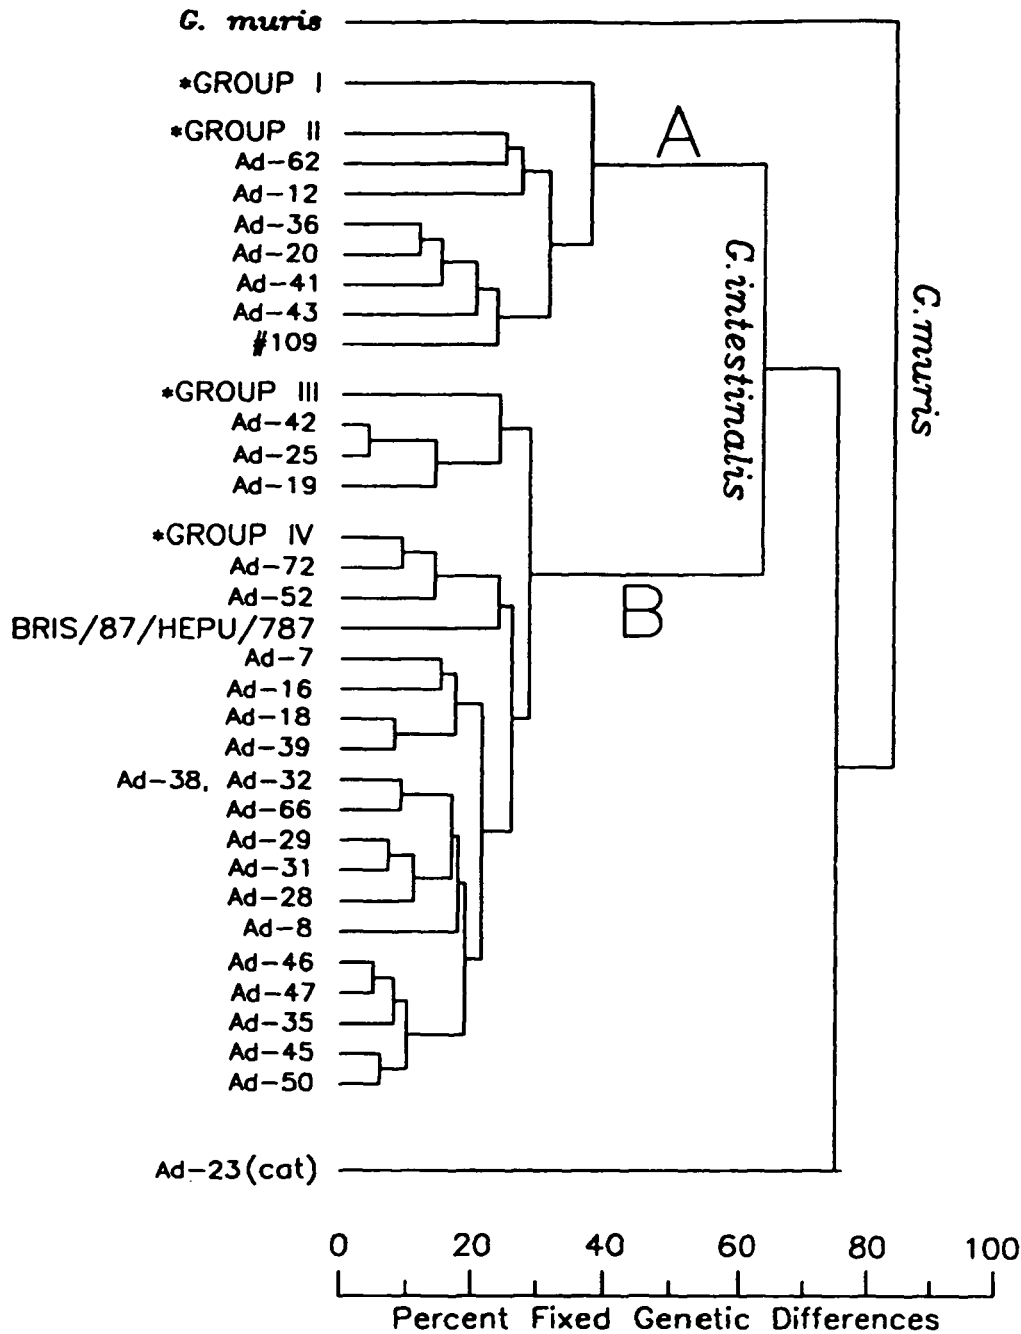 G. muris
*GROUP I
*GROUP II
Ad-62
Ad-12
Ad-36
Ad-20
Ad-41
Ad-43
#109
*GROUP III
Ad-42
Ad-25
Ad-19
*GROUP IV
Ad-72
Ad-52
BRIS/87/HEPU/787
Ad-7
Ad-16
Ad-18
Ad-39
Ad-38, Ad-32
Ad-66
Ad-29
Ad-31
Ad-28
Ad-8
Ad-46
Ad-47
Ad-35
Ad-45
Ad-50
Ad-23(cat)
A
B
G.intestinalis
G.muris
0 20 40 60 80 100
Percent Fixed Genetic Differences